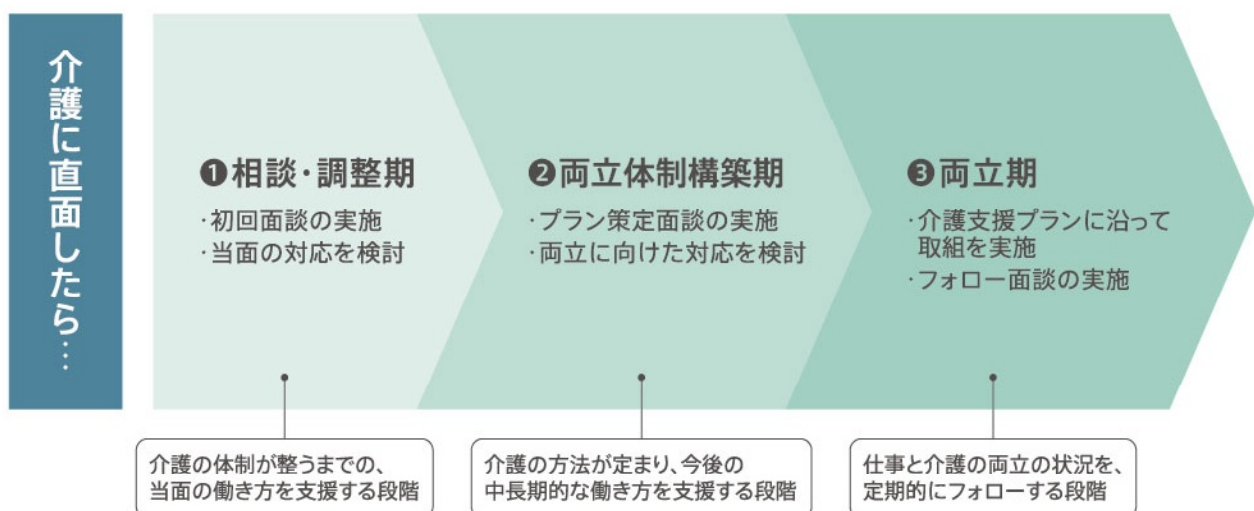 介護に直面したら…
❶相談・調整期
・初回面談の実施
・当面の対応を検討
❷両立体制構築期
・プラン策定面談の実施
・両立に向けた対応を検討
❸両立期
・介護支援プランに沿って
取組を実施
・フォロー面談の実施
介護の体制が整うまでの、
当面の働き方を支援する段階
介護の方法が定まり、今後の
中長期的な働き方を支援する段階
仕事と介護の両立の状況を、
定期的にフォローする段階